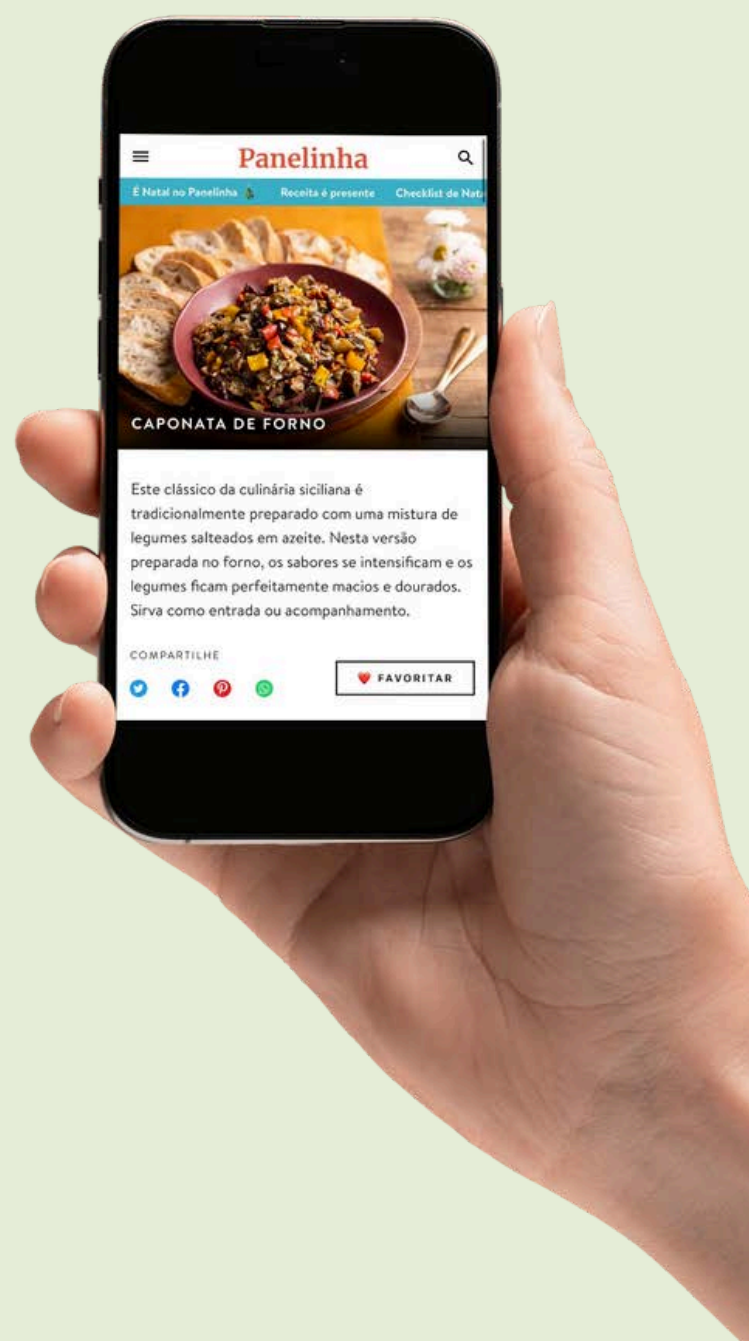 Panelinha
É Natal no Panelinha
Receita é presente
Checklist de
CAPONATA DE FORNO
Este clássico da culinária siciliana é
tradicionalmente preparado com uma mistura de
legumes salteados em azeite. Nesta versão
preparada no forno, os sabores se intensificam e os
legumes ficam perfeitamente macios e dourados.
Sirva como entrada ou acompanhamento.
COMPARTILHE
FAVORITAR